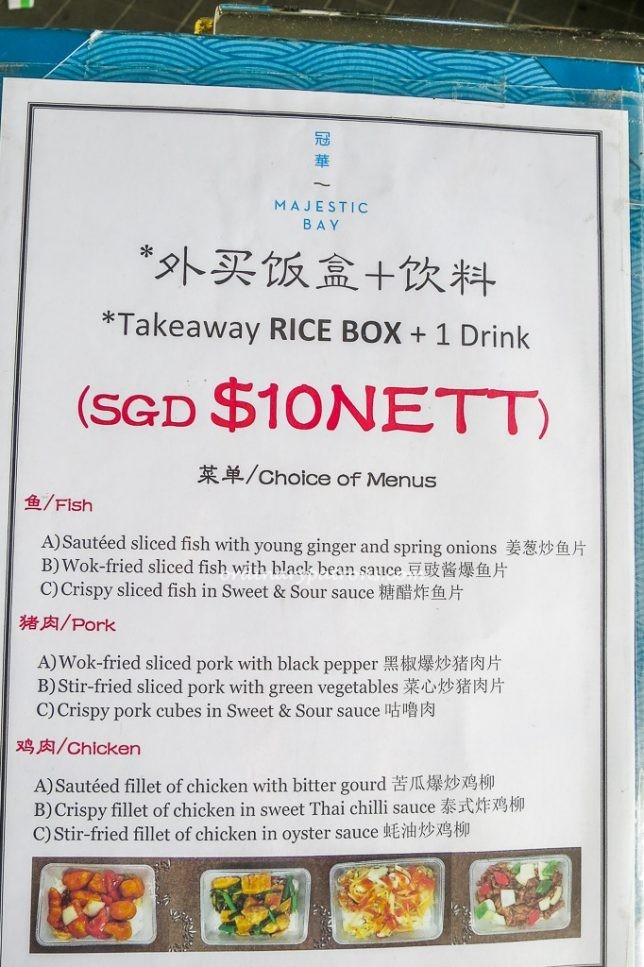 冠
華
~
MAJESTIC
BAY
*外买饭盒+饮料
*Takeaway RICE BOX + 1 Drink
(SGD $10NETT)
菜单/Choice of Menus
鱼/Fish
A)Sautéed sliced fish with young ginger and spring onions 姜葱炒鱼片
B)Wok-fried sliced fish with black bean sauce 豆豉酱爆鱼片
C)Crispy sliced fish in Sweet & Sour sauce 糖醋炸鱼片
猪肉/Pork
A)Wok-fried sliced pork with black pepper 黑椒爆炒猪肉片
B)Stir-fried sliced pork with green vegetables 菜心炒猪肉片
C)Crispy pork cubes in Sweet & Sour sauce 咕噜肉
鸡肉/Chicken
A)Sautéed fillet of chicken with bitter gourd 苦瓜爆炒鸡柳
B)Crispy fillet of chicken in sweet Thai chilli sauce 泰式炸鸡柳
C)Stir-fried fillet of chicken in oyster sauce 蚝油炒鸡柳